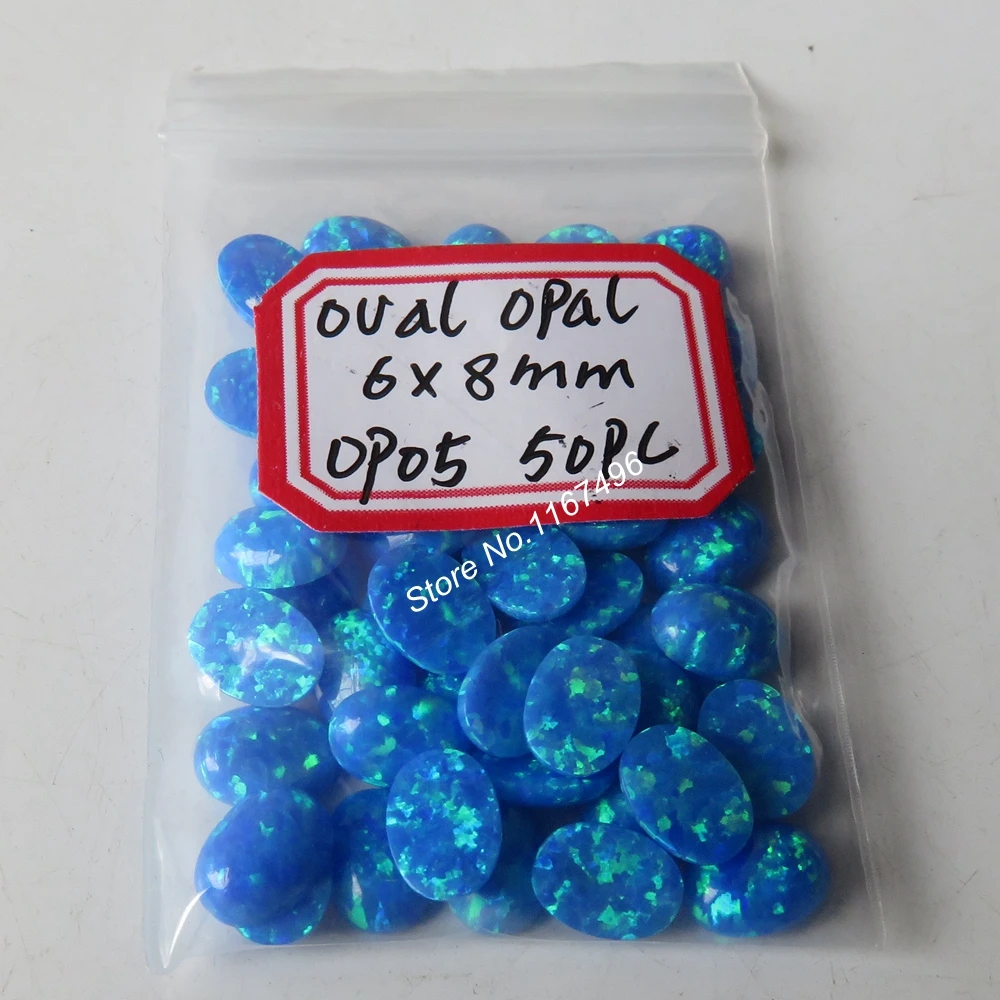 oval opal
6x8mm
OP05 50PC
Store No.1167496